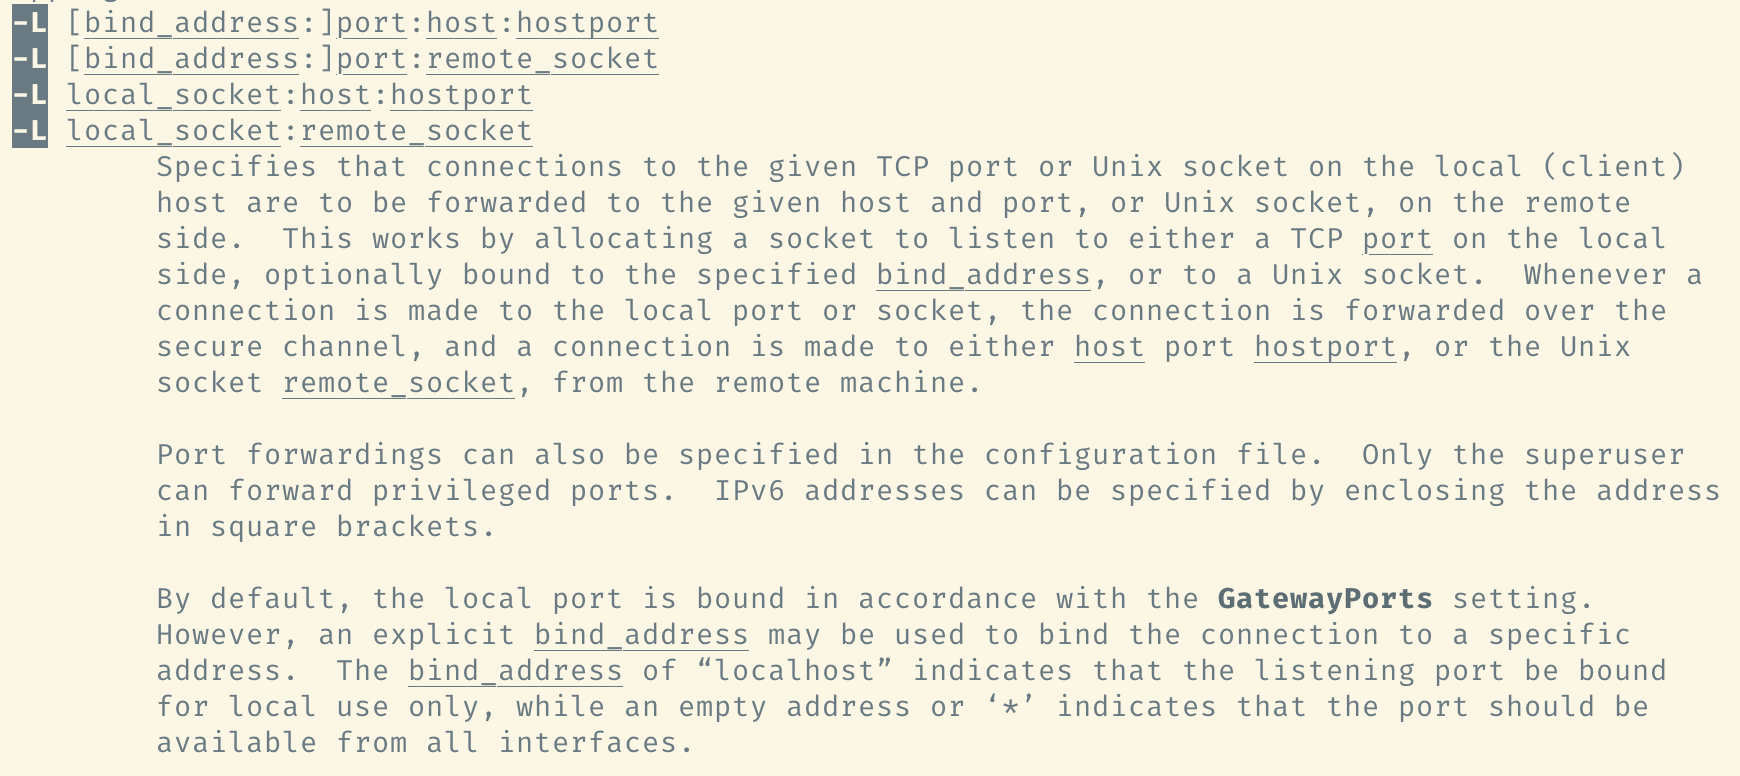 -L [bind_address:]port:host:hostport
-L [bind_address:]port:remote_socket
-L local_socket:host:hostport
-L local_socket:remote_socket
Specifies that connections to the given TCP port or Unix socket on the local (client)
host are to be forwarded to the given host and port, or Unix socket, on the remote
side.  This works by allocating a socket to listen to either a TCP port on the local
side, optionally bound to the specified bind_address, or to a Unix socket.  Whenever a
connection is made to the local port or socket, the connection is forwarded over the
secure channel, and a connection is made to either host port hostport, or the Unix
socket remote_socket, from the remote machine.

Port forwardings can also be specified in the configuration file.  Only the superuser
can forward privileged ports.  IPv6 addresses can be specified by enclosing the address
in square brackets.

By default, the local port is bound in accordance with the GatewayPorts setting.
However, an explicit bind_address may be used to bind the connection to a specific
address.  The bind_address of “localhost” indicates that the listening port be bound
for local use only, while an empty address or ‘*’ indicates that the port should be
available from all interfaces.